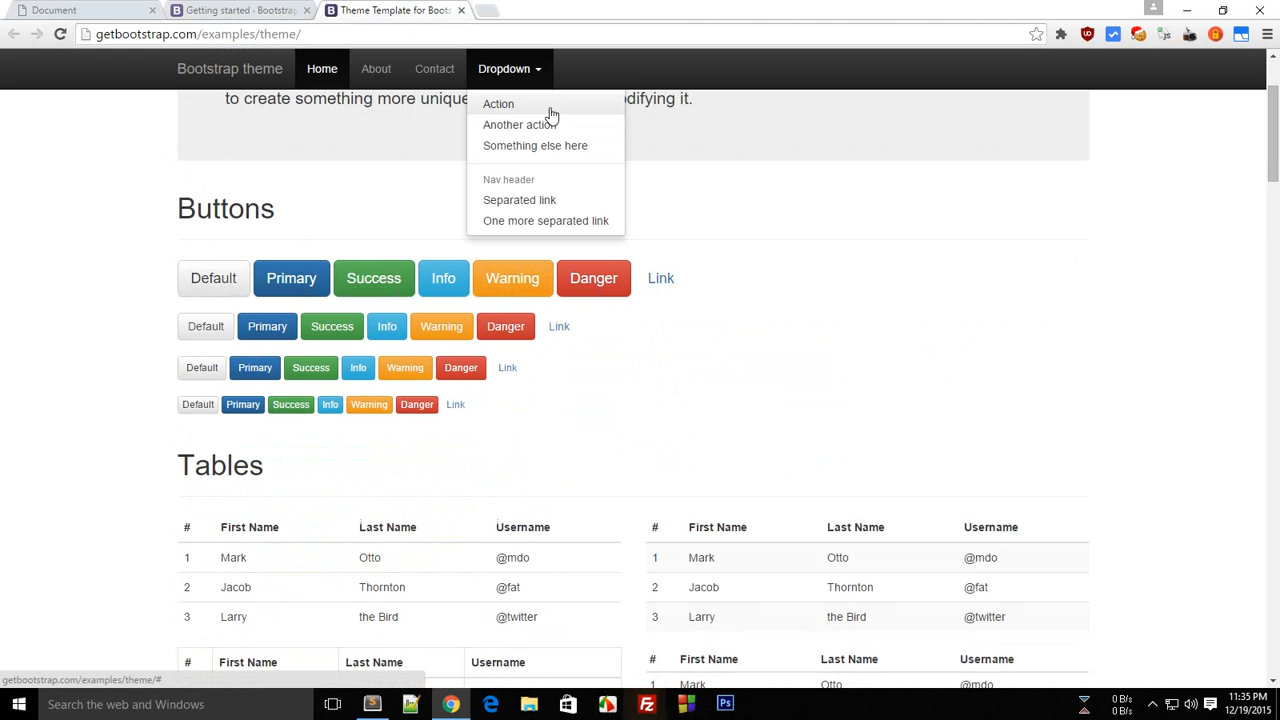 Document
Getting started · Bootstrap
Theme Template for Boots
getbootstrap.com/examples/theme/
Bootstrap theme Home About Contact Dropdown
to create something more unique difying it.
Action
Another action
Something else here
Nav header
Separated link
One more separated link
Buttons
Default Primary Success Info Warning Danger Link
Default Primary Success Info Warning Danger Link
Default Primary Success Info Warning Danger Link
Default Primary Success Info Warning Danger Link
Tables
# First Name Last Name Username
1 Mark Otto @mdo
2 Jacob Thornton @fat
3 Larry the Bird @twitter
# First Name Last Name Username
1 Mark Otto @mdo
2 Jacob Thornton @fat
3 Larry the Bird @twitter
# First Name Last Name Username
# First Name Last Name Username
1 Mark Otto @mdo
getbootstrap.com/examples/theme/#
Search the web and Windows
0 B/s
0 B/s
11:35 PM
12/19/2015